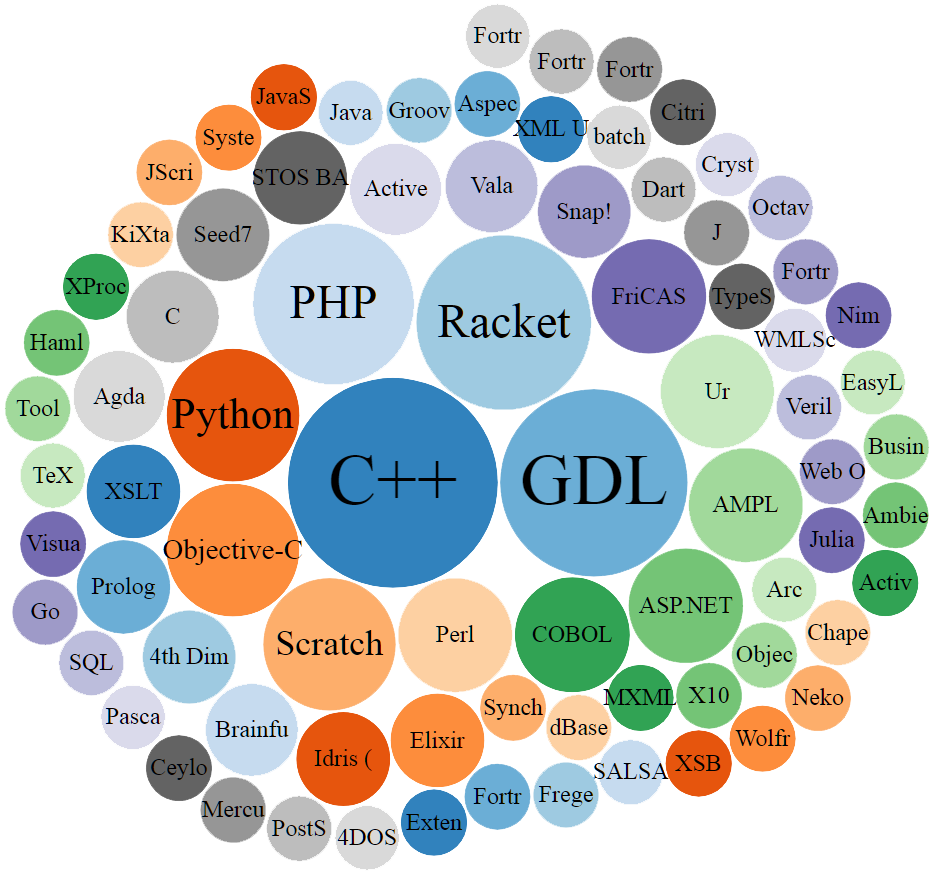 Fortr
Fortr
Fortr
JavaS
Java
Groov
Aspec
XML U
batch
Citri
Syste
JScri
STOS BA
Active
Vala
Snap!
Dart
Cryst
Octav
KiXta
Seed7
J
XProc
C
PHP
Racket
FriCAS
TypeS
Fortr
Nim
Haml
WMLSc
Tool
Agda
Python
Ur
Veril
EasyL
TeX
XSLT
C++
GDL
AMPL
Web O
Busin
Visua
Objective-C
Julia
Ambie
Go
Prolog
Scratch
Perl
COBOL
ASP.NET
Arc
Activ
SQL
4th Dim
Objec
Chape
Pasca
Brainfu
Idris (
Elixir
Synch
dBase
MXML
X10
Neko
Ceylo
Wolfr
Mercu
PostS
4DOS
Exten
Fortr
Frege
SALSA
XSB